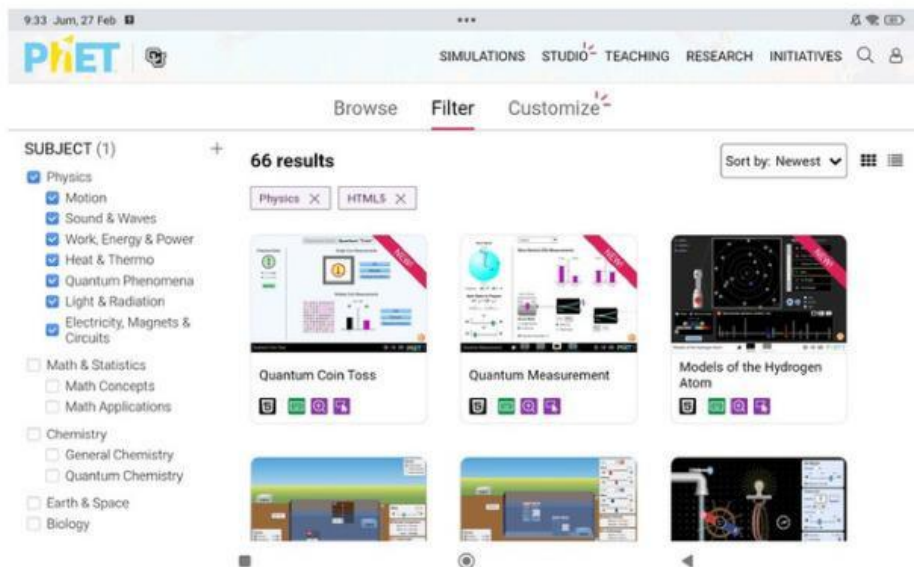 9.33 Jum, 27 Feb
PhET
SIMULATIONS STUDIO TEACHING RESEARCH INITIATIVES
Browse Filter Customize
SUBJECT (1) +
Physics
Motion
Sound & Waves
Work, Energy & Power
Heat & Thermo
Quantum Phenomena
Light & Radiation
Electricity, Magnets &
Circuits
Math & Statistics
Math Concepts
Math Applications
Chemistry
General Chemistry
Quantum Chemistry
Earth & Space
Biology
66 results
Sort by: Newest
Physics X HTML5 X
NEW! NEW! NEW!
Quantum Coin Toss
Quantum Measurement
Models of the Hydrogen
Atom